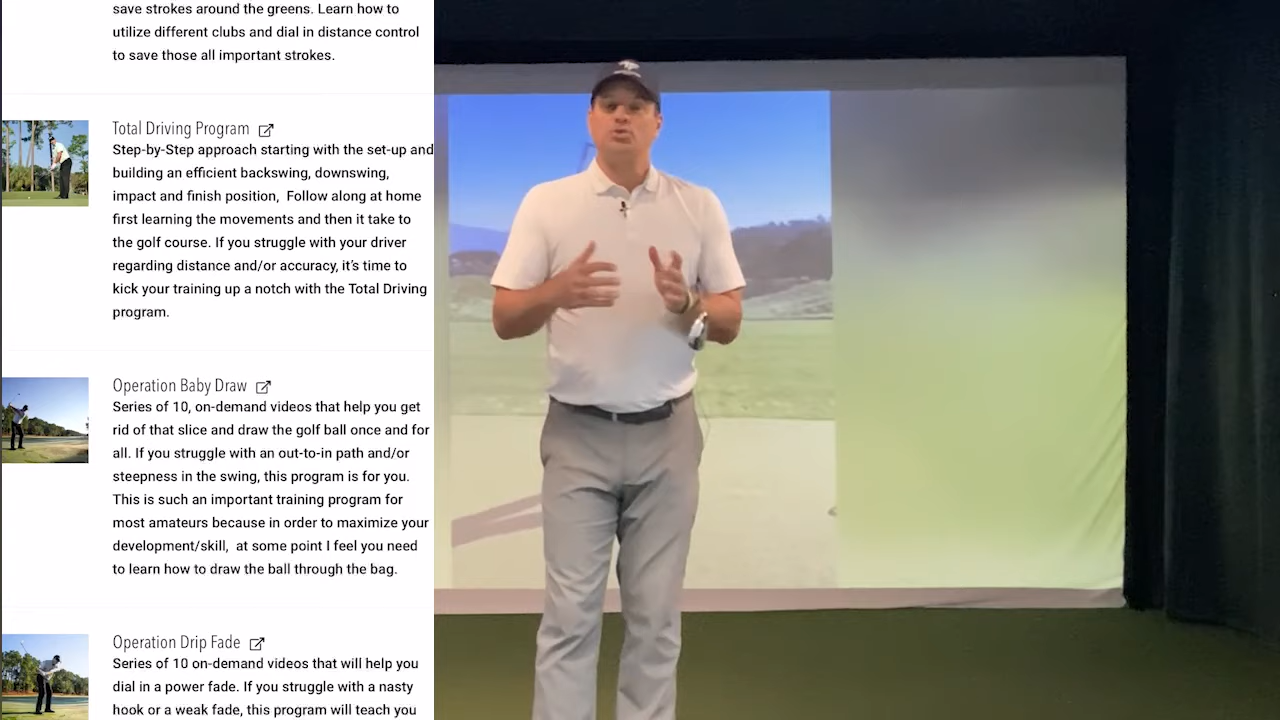 save strokes around the greens. Learn how to
utilize different clubs and dial in distance control
to save those all important strokes.
Total Driving Program
Step-by-Step approach starting with the set-up and
building an efficient backswing, downswing,
impact and finish position,  Follow along at home
first learning the movements and then it take to
the golf course. If you struggle with your driver
regarding distance and/or accuracy, it’s time to
kick your training up a notch with the Total Driving
program.
Operation Baby Draw
Series of 10, on-demand videos that help you get
rid of that slice and draw the golf ball once and for
all. If you struggle with an out-to-in path and/or
steepness in the swing, this program is for you.
This is such an important training program for
most amateurs because in order to maximize your
development/skill,  at some point I feel you need
to learn how to draw the ball through the bag.
Operation Drip Fade
Series of 10 on-demand videos that will help you
dial in a power fade. If you struggle with a nasty
hook or a weak fade, this program will teach you